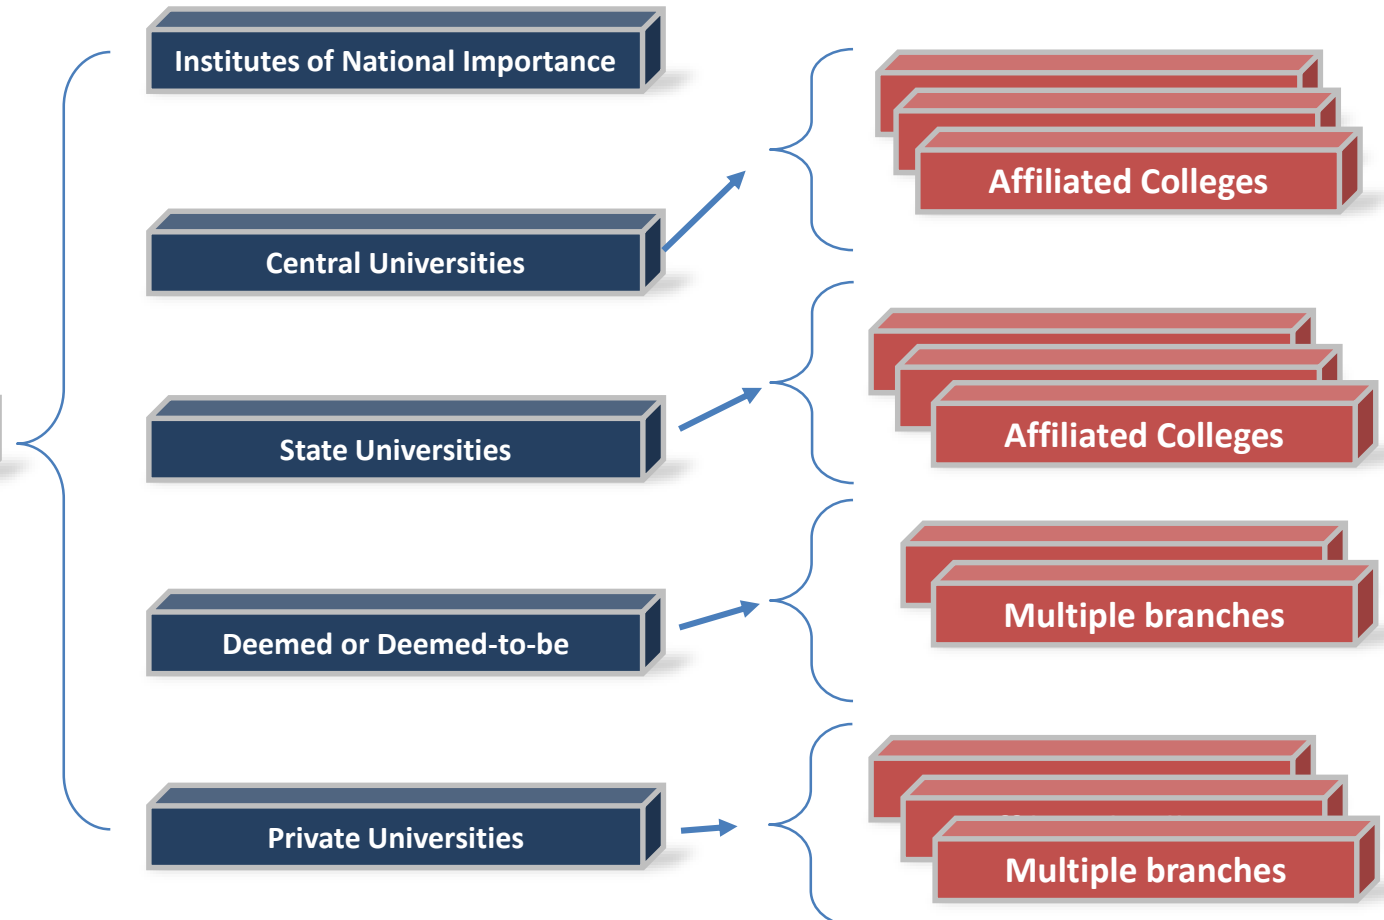 Institutes of National Importance
Affiliated Colleges
Central Universities
Affiliated Colleges
State Universities
Multiple branches
Deemed or Deemed-to-be
Private Universities
Multiple branches